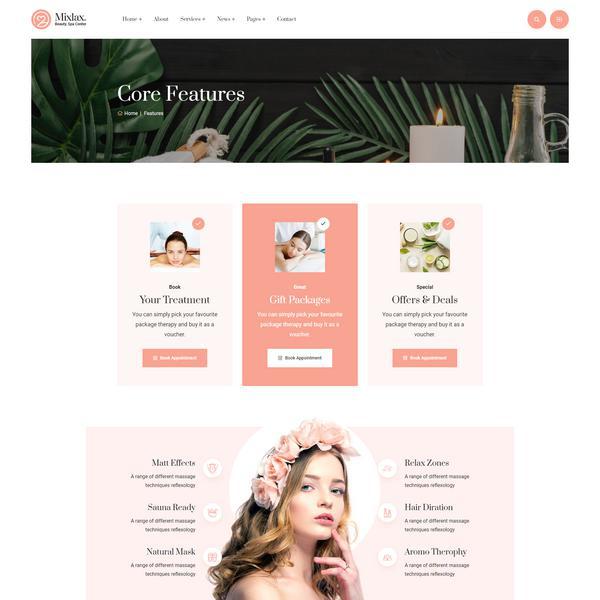 Mixlax.
Beauty, Spa Center
Home +
About
Services +
News +
Pages +
Contact
Core Features
Home | Features
Book
Your Treatment
You can simply pick your favourite
package therapy and buy it as a
voucher.
Book Appointment
Great
Gift Packages
You can simply pick your favourite
package therapy and buy it as a
voucher.
Book Appointment
Special
Offers & Deals
You can simply pick your favourite
package therapy and buy it as a
voucher.
Book Appointment
Matt Effects
A range of different massage
techniques reflexology
Sauna Ready
A range of different massage
techniques reflexology
Natural Mask
A range of different massage
techniques reflexology
Relax Zones
A range of different massage
techniques reflexology
Hair Diration
A range of different massage
techniques reflexology
Aromo Therophy
A range of different massage
techniques reflexology